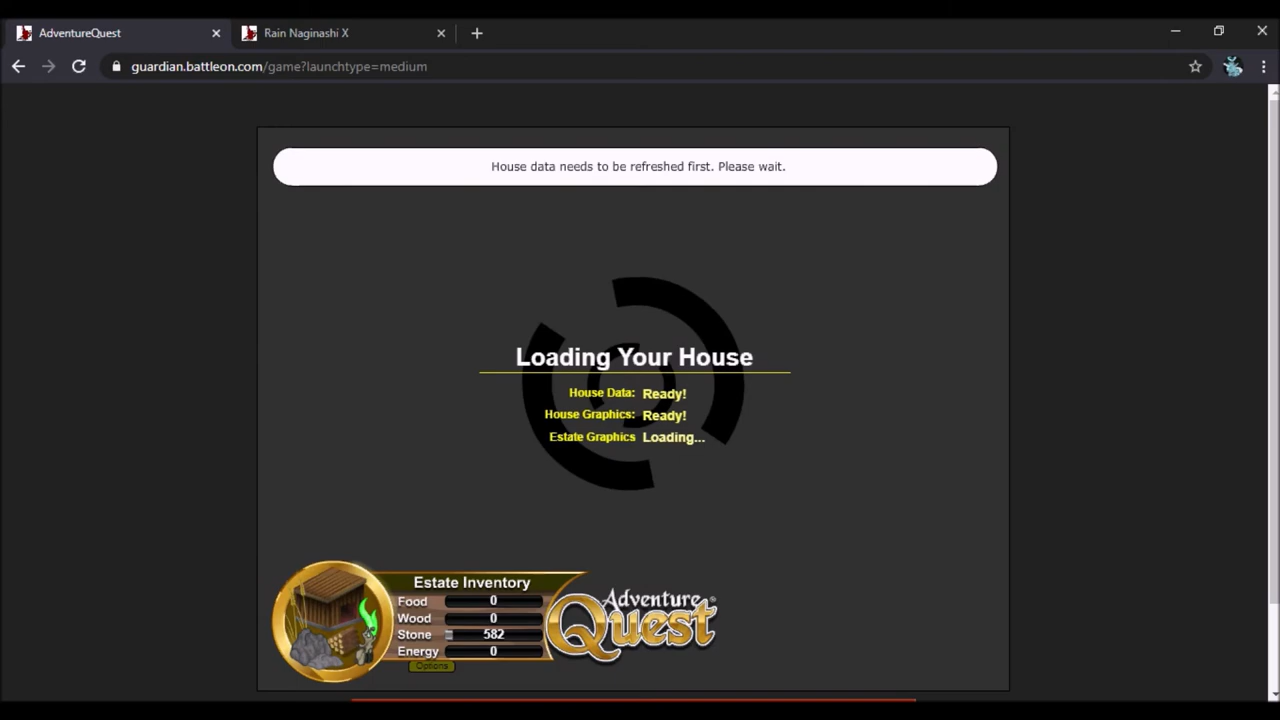 AdventureQuest
Rain Naginashi X
guardian.battleon.com/game?launchtype=medium
House data needs to be refreshed first. Please wait.
Loading Your House
House Data: Ready!
House Graphics: Ready!
Estate Graphics Loading...
Estate Inventory
Food 0
Wood 0
Stone 582
Energy 0
Options
Adventure
Quest